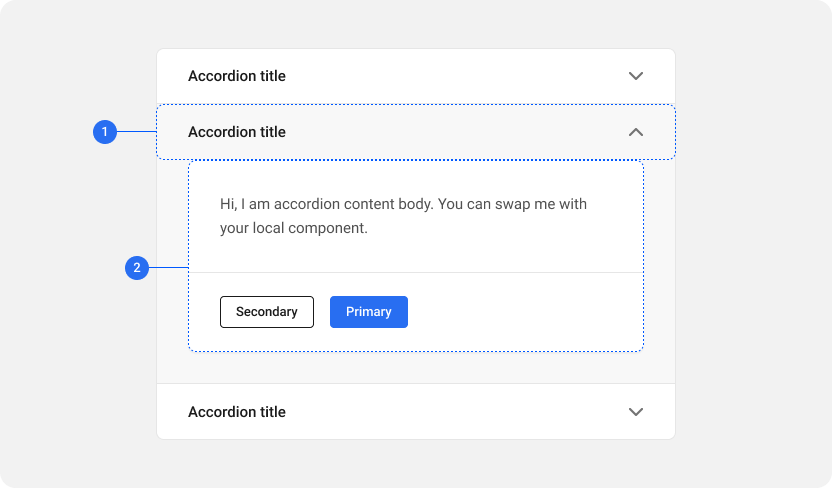 Accordion title
1
Accordion title
Hi, I am accordion content body. You can swap me with
your local component.
2
Secondary
Primary
Accordion title